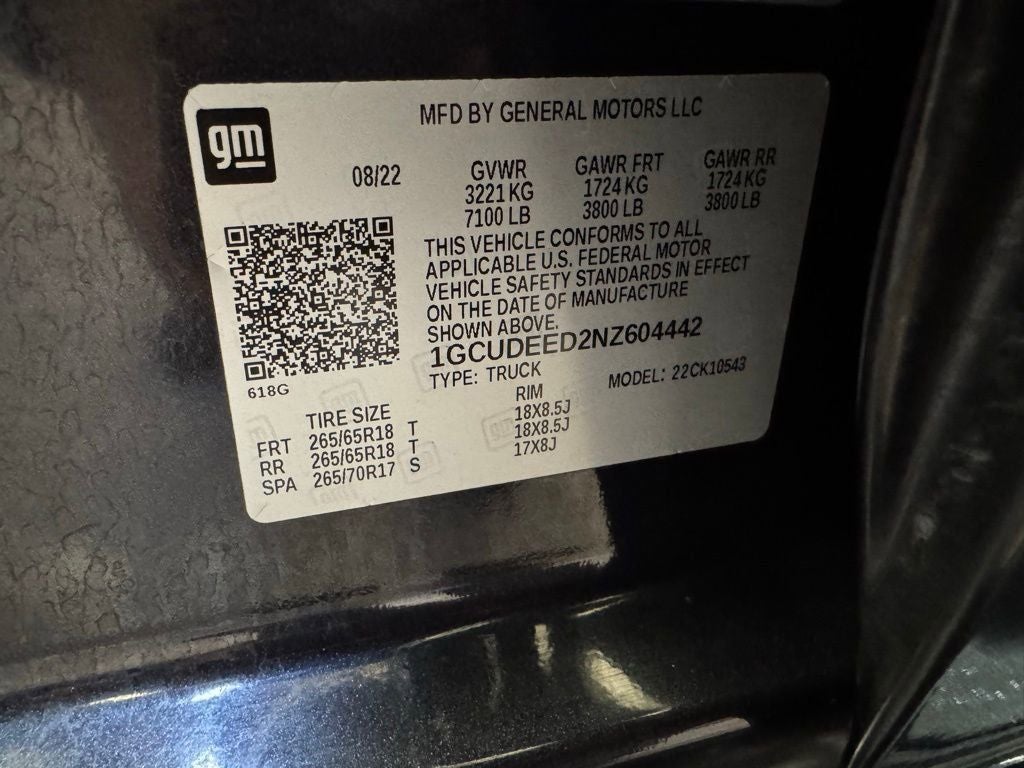 gm
MFD BY GENERAL MOTORS LLC
08/22
GVWR GAWR FRT GAWR RR
3221 KG 1724 KG 1724 KG
7100 LB 3800 LB 3800 LB
THIS VEHICLE CONFORMS TO ALL
APPLICABLE U.S. FEDERAL MOTOR
VEHICLE SAFETY STANDARDS IN EFFECT
ON THE DATE OF MANUFACTURE
SHOWN ABOVE.
1GCUDEED2NZ604442
TYPE: TRUCK MODEL: 22CK10543
618G
TIRE SIZE RIM
FRT 265/65R18 T 18X8.5J
RR 265/65R18 T 18X8.5J
SPA 265/70R17 S 17X8J